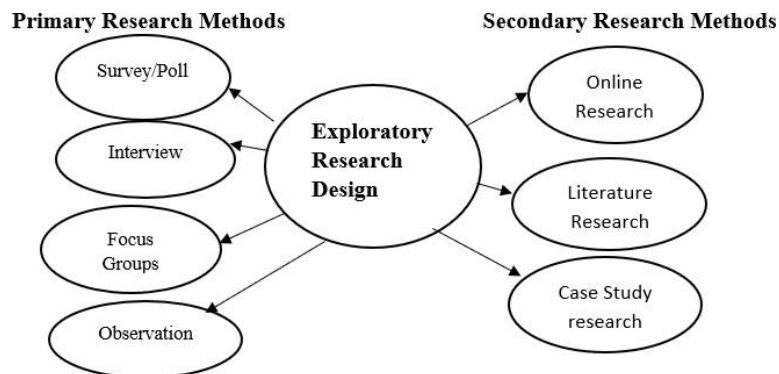 Primary Research Methods
Survey/Poll
Interview
Focus
Groups
Observation
Exploratory
Research
Design
Secondary Research Methods
Online
Research
Literature
Research
Case Study
research